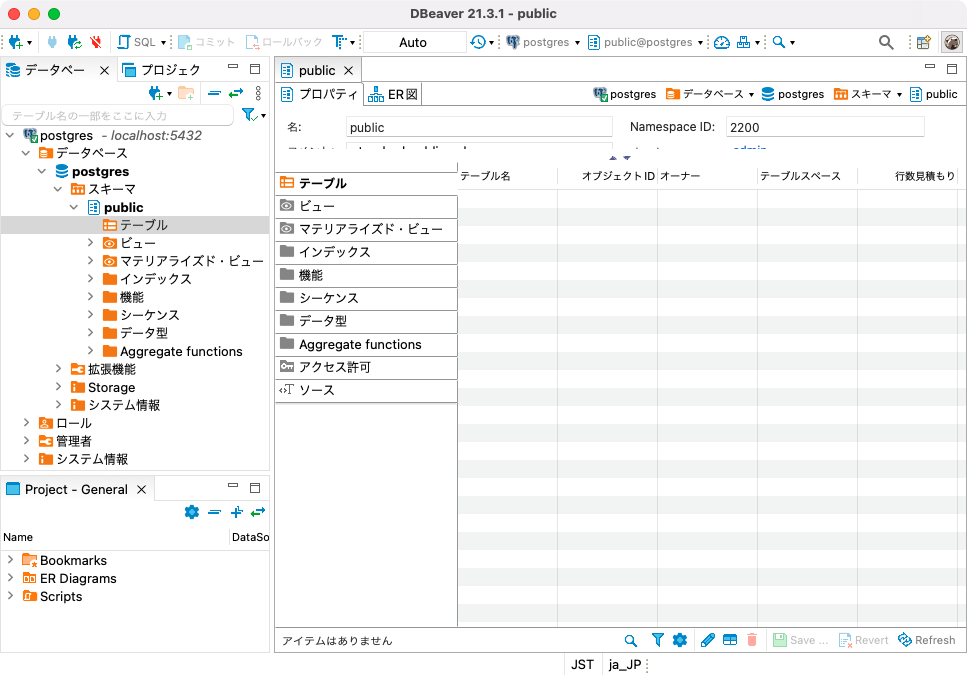 DBeaver 21.3.1 - public
SQL
コミット
ロールバック
Auto
postgres
public@postgres
データベー
プロジェク
テーブル名の一部をここに入力
postgres - localhost:5432
データベース
postgres
スキーマ
public
テーブル
ビュー
マテリアライズド・ビュー
インデックス
機能
シーケンス
データ型
Aggregate functions
拡張機能
Storage
システム情報
ロール
管理者
システム情報
Project - General
Name DataSo
Bookmarks
ER Diagrams
Scripts
public
プロパティ
ER図
postgres
データベース
postgres
スキーマ
public
名: public
Namespace ID: 2200
テーブル
ビュー
マテリアライズド・ビュー
インデックス
機能
シーケンス
データ型
Aggregate functions
アクセス許可
ソース
テーブル名 オブジェクトID オーナー テーブルスペース 行数見積もり
アイテムはありません
Save ...
Revert
Refresh
JST ja_JP